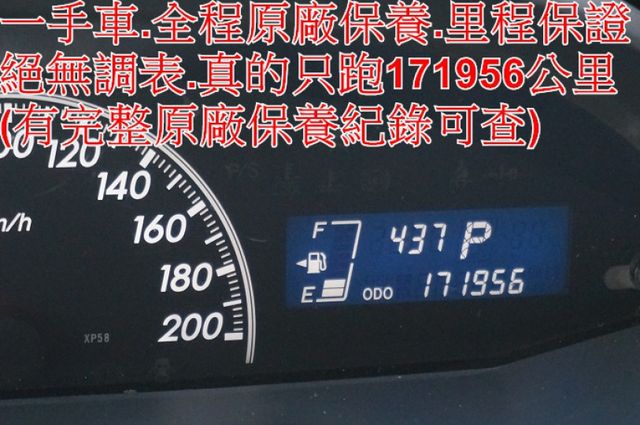 一手車.全程原廠保養.里程保證
絕無調表.真的只跑171956公里
(有完整原廠保養紀錄可查)
120
140
160
180
200
m/h
XP58
F
437 P
E
ODO 171956